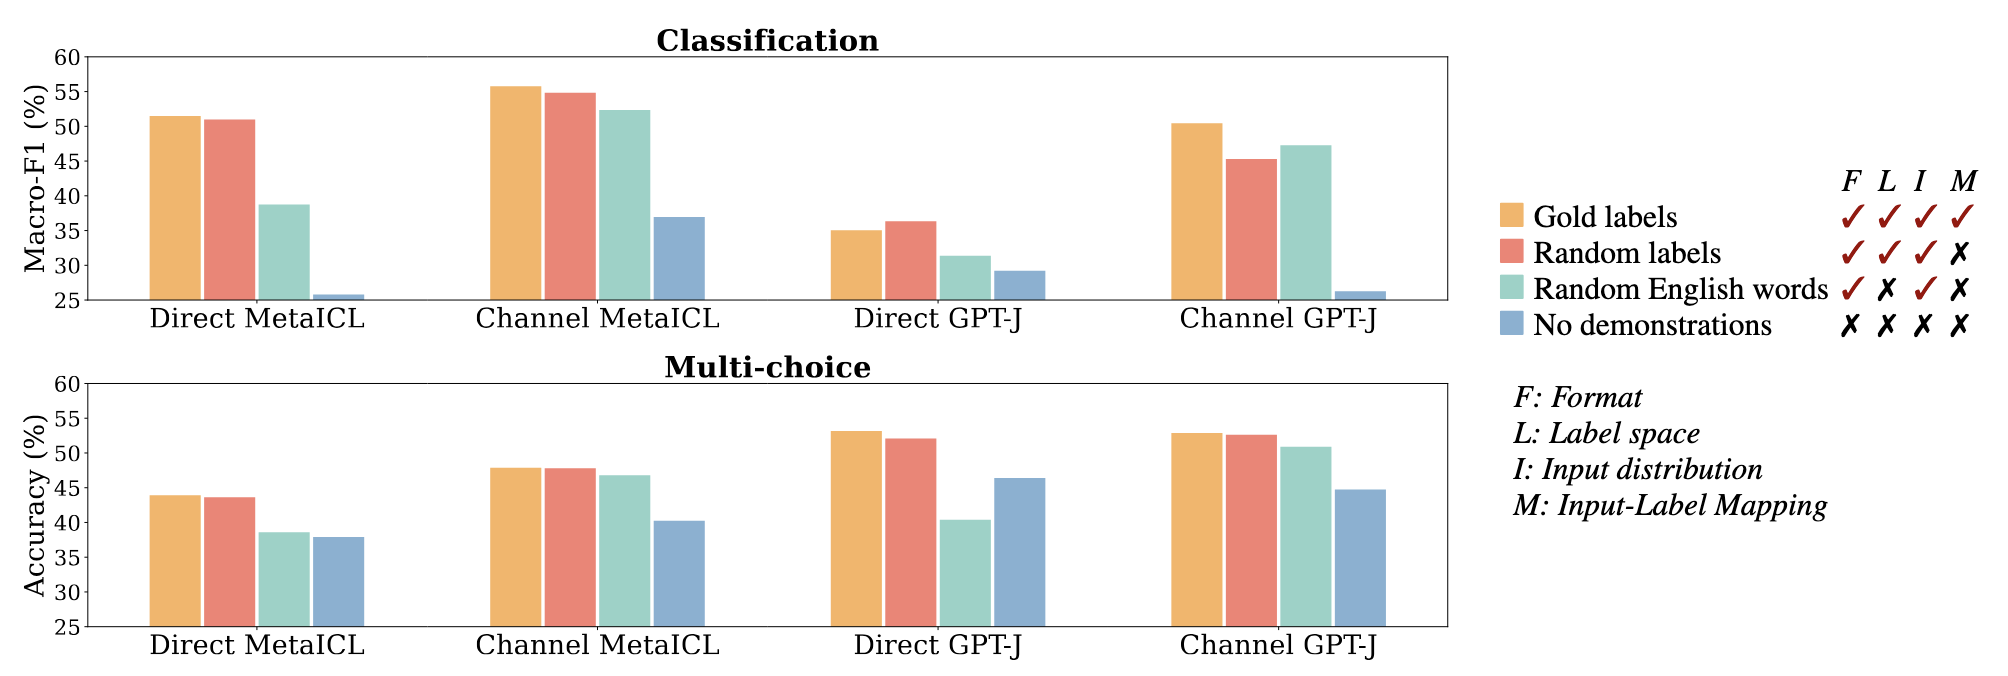 Classification
Macro-F1 (%)
60
55
50
45
40
35
30
25
Direct MetaICL
Channel MetaICL
Direct GPT-J
Channel GPT-J
Multi-choice
Accuracy (%)
60
55
50
45
40
35
30
25
Direct MetaICL
Channel MetaICL
Direct GPT-J
Channel GPT-J
F L I M
Gold labels ✓ ✓ ✓ ✓
Random labels ✓ ✓ ✓ ✗
Random English words ✓ ✗ ✓ ✗
No demonstrations ✗ ✗ ✗ ✗
F: Format
L: Label space
I: Input distribution
M: Input-Label Mapping